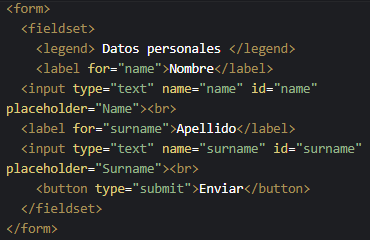 <form>
<fieldset>
<legend> Datos personales </legend>
<label for="name">Nombre</label>
<input type="text" name="name" id="name"
placeholder="Name"><br>
<label for="surname">Apellido</label>
<input type="text" name="surname" id="surname"
placeholder="Surname"><br>
<button type="submit">Enviar</button>
</fieldset>
</form>